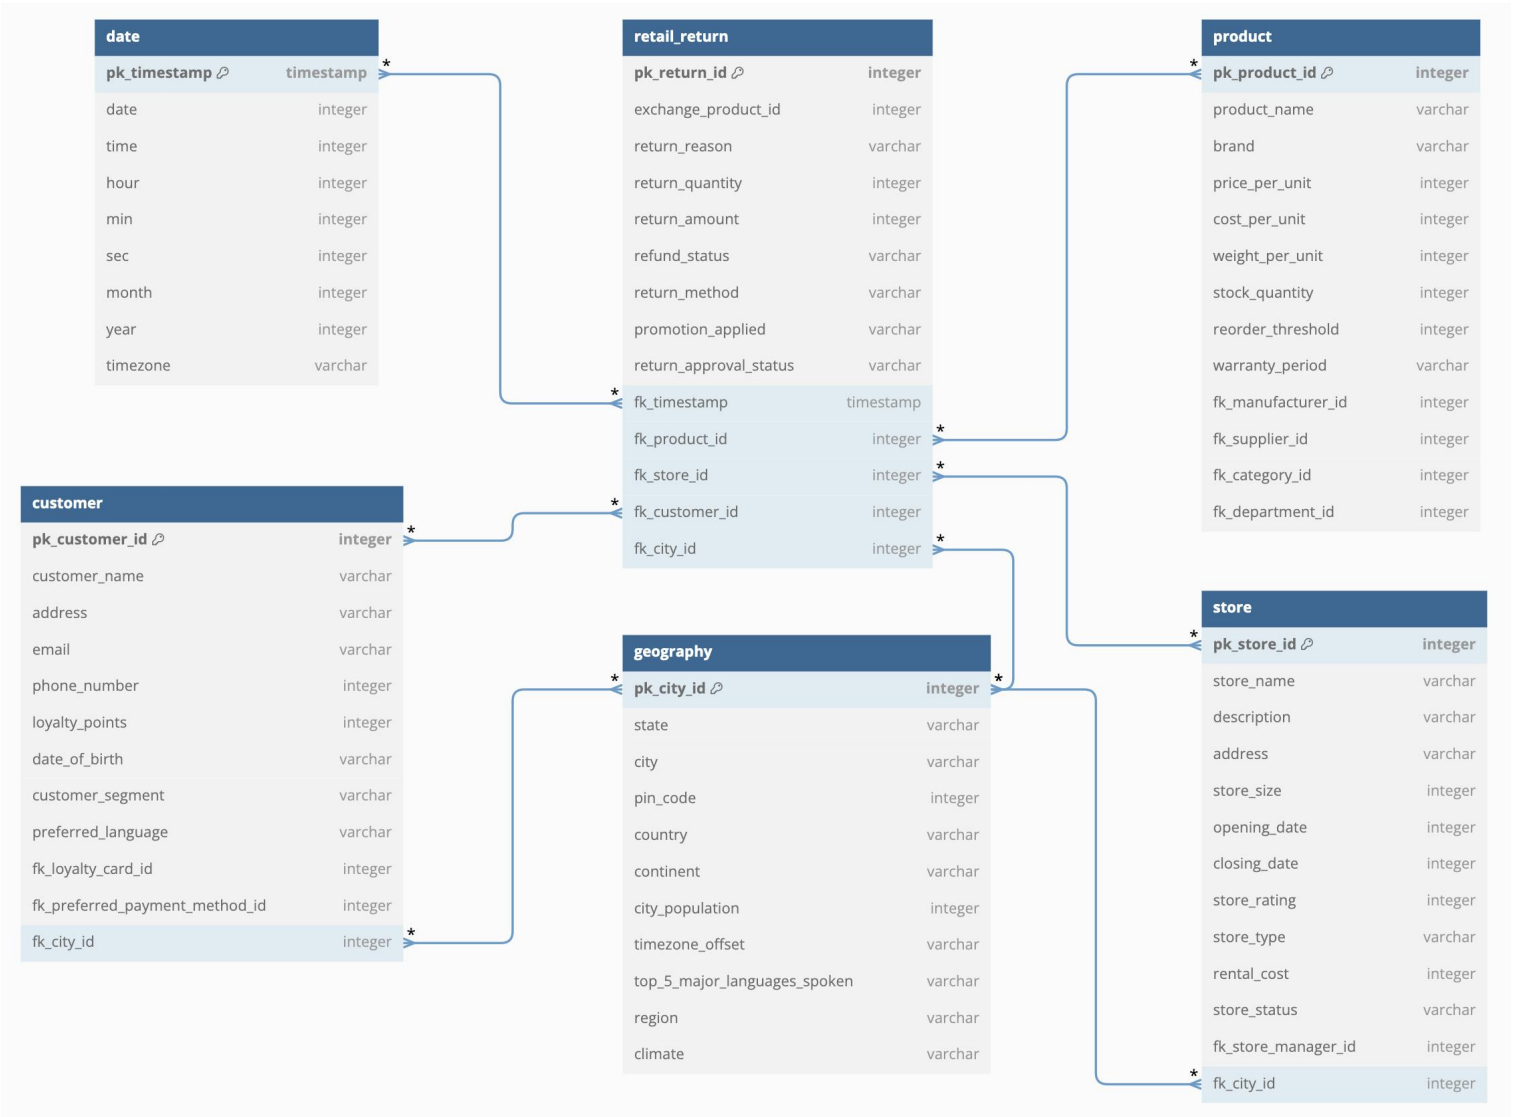 date
pk_timestamp timestamp
date integer
time integer
hour integer
min integer
sec integer
month integer
year integer
timezone varchar
retail_return
pk_return_id integer
exchange_product_id integer
return_reason varchar
return_quantity integer
return_amount integer
refund_status varchar
return_method varchar
promotion_applied varchar
return_approval_status varchar
fk_timestamp timestamp
fk_product_id integer
fk_store_id integer
fk_customer_id integer
fk_city_id integer
product
pk_product_id integer
product_name varchar
brand varchar
price_per_unit integer
cost_per_unit integer
weight_per_unit integer
stock_quantity integer
reorder_threshold integer
warranty_period varchar
fk_manufacturer_id integer
fk_supplier_id integer
fk_category_id integer
fk_department_id integer
customer
pk_customer_id integer
customer_name varchar
address varchar
email varchar
phone_number integer
loyalty_points integer
date_of_birth varchar
customer_segment varchar
preferred_language varchar
fk_loyalty_card_id integer
fk_preferred_payment_method_id integer
fk_city_id integer
geography
pk_city_id integer
state varchar
city varchar
pin_code integer
country varchar
continent varchar
city_population integer
timezone_offset varchar
top_5_major_languages_spoken varchar
region varchar
climate varchar
store
pk_store_id integer
store_name varchar
description varchar
address varchar
store_size integer
opening_date integer
closing_date integer
store_rating integer
store_type varchar
rental_cost integer
store_status varchar
fk_store_manager_id integer
fk_city_id integer
*
*
*
*
*
*
*
*
*
*
*
*
*